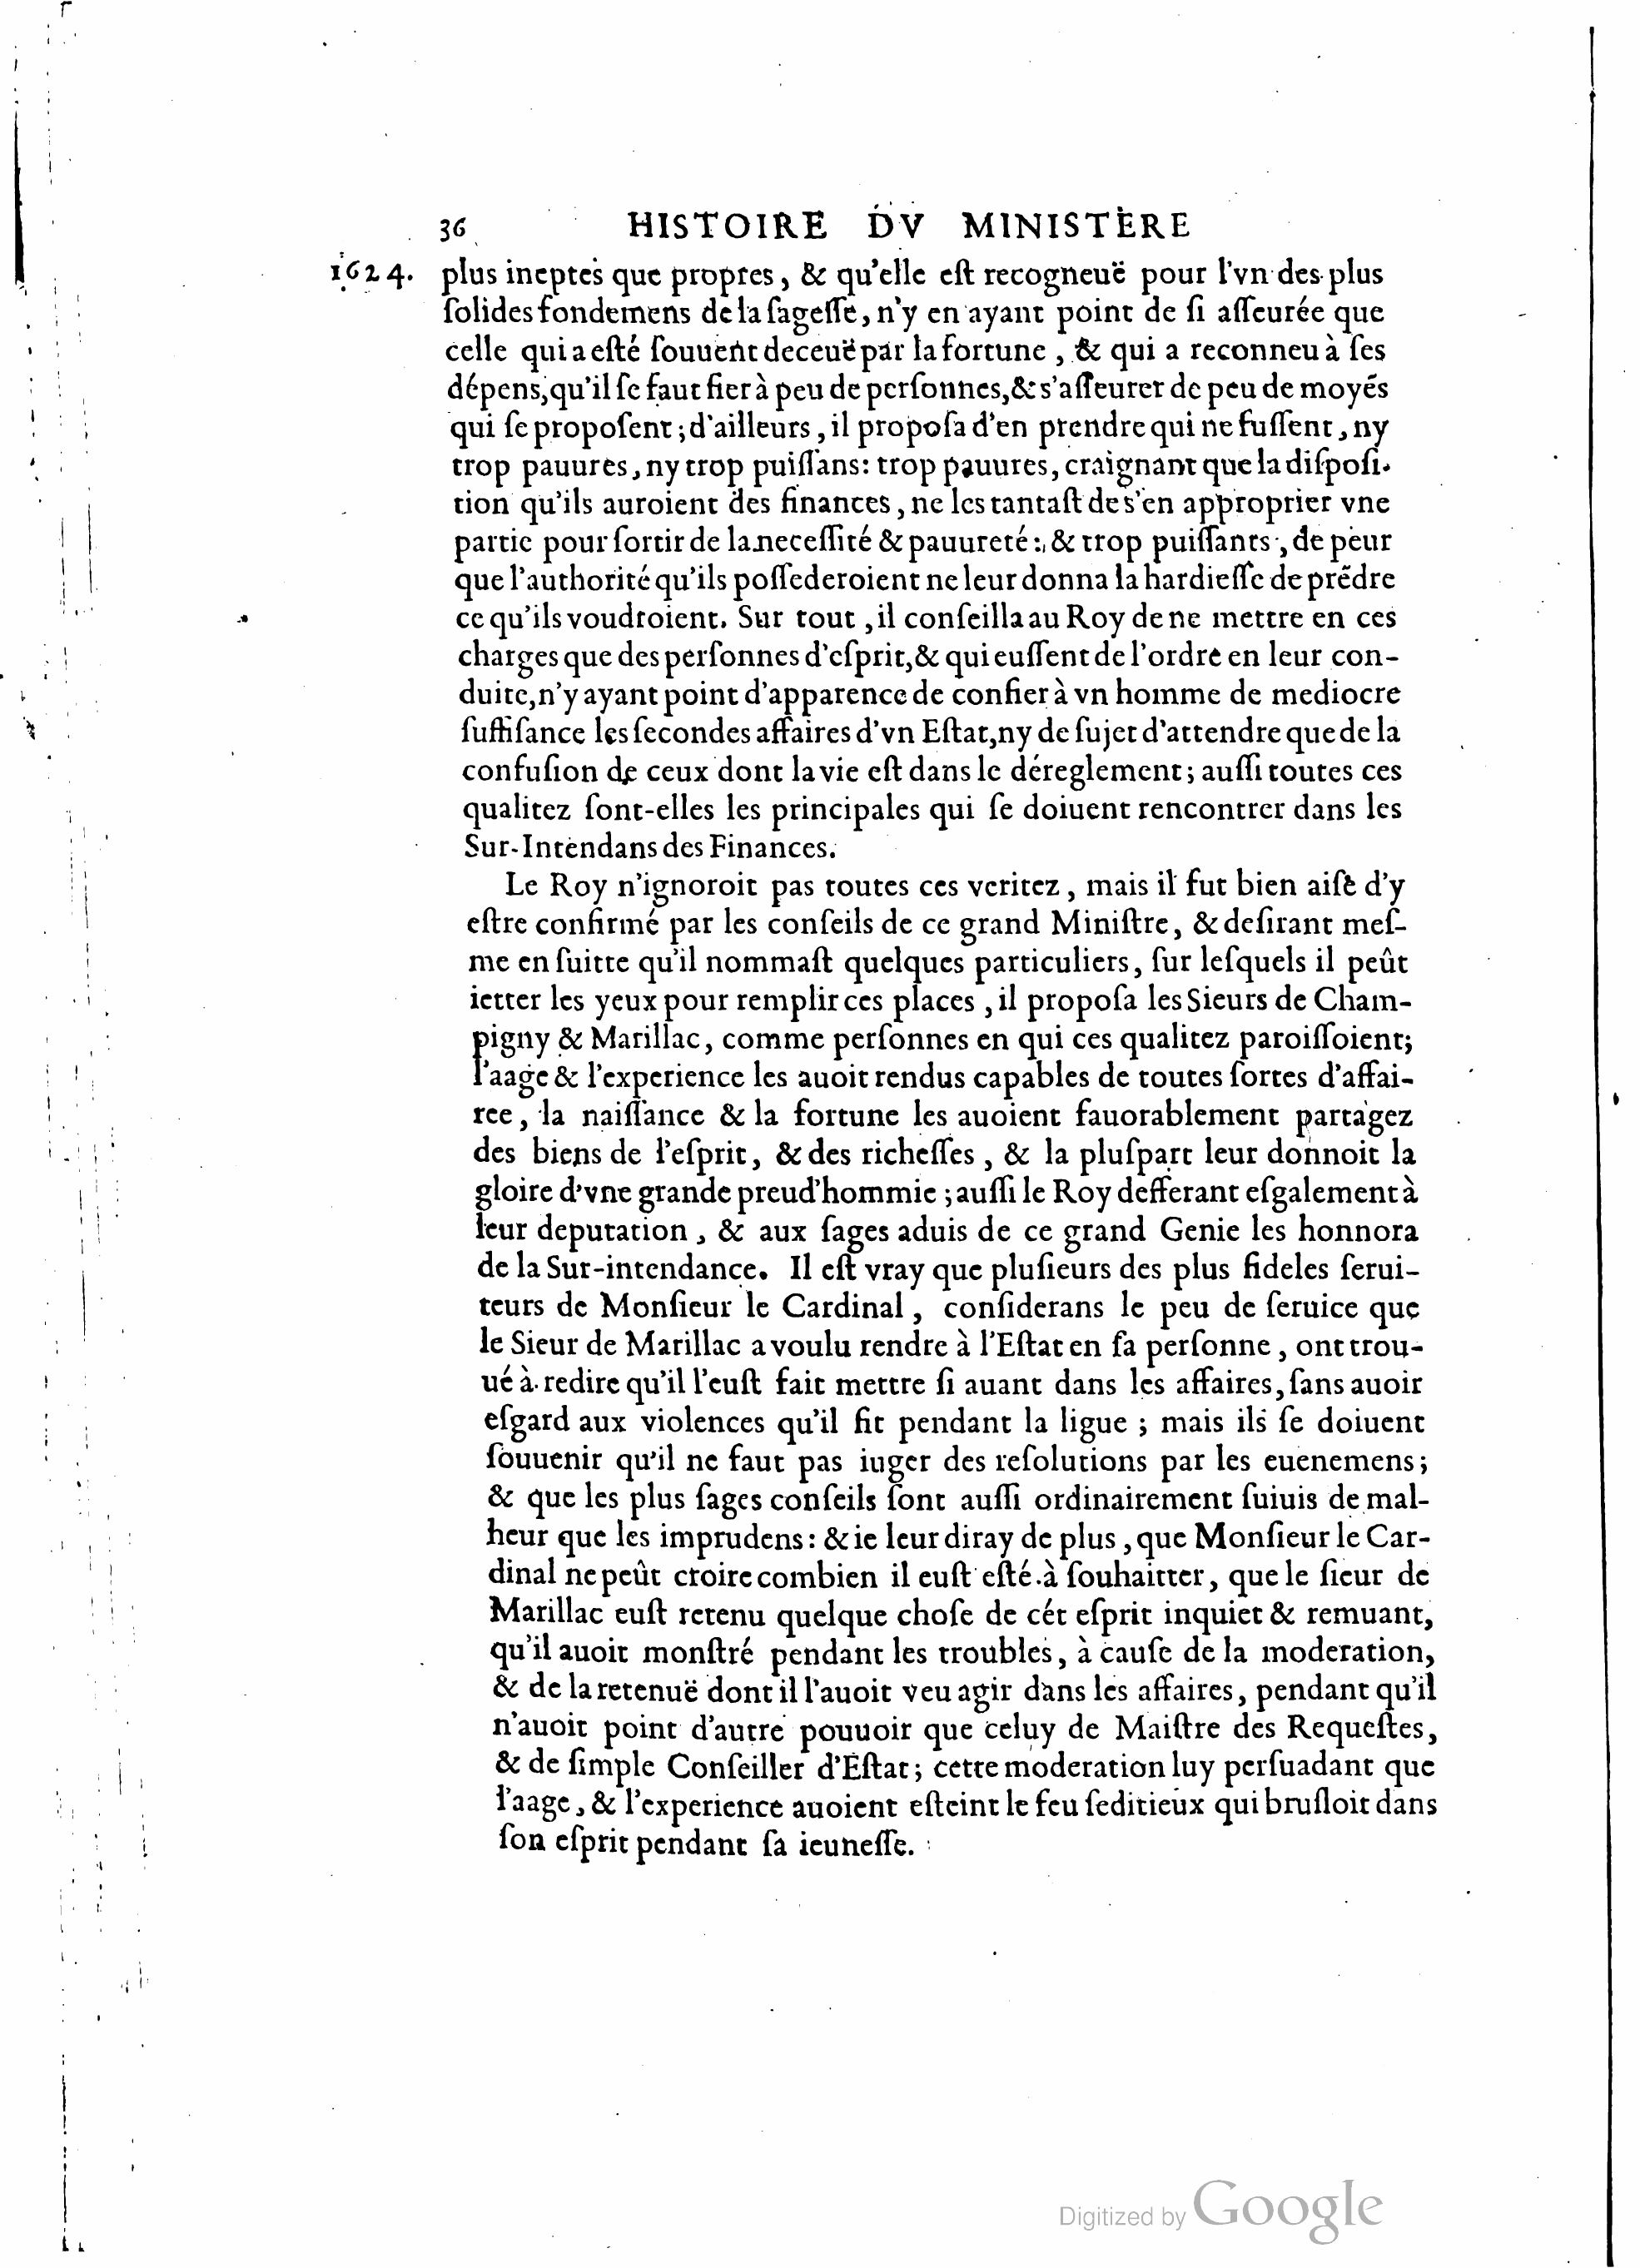 36 HISTOIRE DV MINISTERE
1624. plus ineptes que propres, & qu'elle eſt recogneuë pour l'vn des plus
ſolides fondemens de la ſageſſe, n'y en ayant point de ſi aſſeurée que
celle qui a eſté ſouuent deceuë par la fortune, & qui a reconneu à ſes
dépens, qu'il ſe faut fier à peu de perſonnes, & s'aſſeurer de peu de moyẽs
qui ſe propoſent; d'ailleurs, il propoſa d'en prendre qui ne fuſſent, ny
trop pauures, ny trop puiſſans: trop pauures, craignant que la diſpoſi-
tion qu'ils auroient des finances, ne les tantaſt de s'en approprier vne
partie pour ſortir de la neceſſité & pauureté:, & trop puiſſants, de peur
que l'authorité qu'ils poſſederoient ne leur donna la hardieſſe de prẽdre
ce qu'ils voudroient. Sur tout, il conſeilla au Roy de ne mettre en ces
charges que des perſonnes d'eſprit, & qui euſſent de l'ordre en leur con-
duite, n'y ayant point d'apparence de confier à vn homme de mediocre
ſuffiſance les ſecondes affaires d'vn Eſtat, ny de ſujet d'attendre que de la
confuſion de ceux dont la vie eſt dans le déreglement; auſſi toutes ces
qualitez ſont-elles les principales qui ſe doiuent rencontrer dans les
Sur-Intendans des Finances.
Le Roy n'ignoroit pas toutes ces veritez, mais il fut bien aiſe d'y
eſtre confirmé par les conſeils de ce grand Miniſtre, & deſirant meſ-
me en ſuitte qu'il nommaſt quelques particuliers, ſur leſquels il peût
ietter les yeux pour remplir ces places, il propoſa les Sieurs de Cham-
pigny & Marillac, comme perſonnes en qui ces qualitez paroiſſoient;
l'aage & l'experience les auoit rendus capables de toutes ſortes d'affai-
ree, la naiſſance & la fortune les auoient fauorablement partagez
des biens de l'eſprit, & des richeſſes, & la pluſpart leur donnoit la
gloire d'vne grande preud'hommie; auſſi le Roy defferant eſgalement à
leur deputation, & aux ſages aduis de ce grand Genie les honnora
de la Sur-intendance. Il eſt vray que pluſieurs des plus fideles ſerui-
teurs de Monſieur le Cardinal, conſiderans le peu de ſeruice que
le Sieur de Marillac a voulu rendre à l'Eſtat en ſa perſonne, ont trou-
ué à redire qu'il l'euſt fait mettre ſi auant dans les affaires, ſans auoir
eſgard aux violences qu'il fit pendant la ligue; mais ils ſe doiuent
ſouuenir qu'il ne faut pas iuger des reſolutions par les euenemens;
& que les plus ſages conſeils ſont auſſi ordinairement ſuiuis de mal-
heur que les imprudens: & ie leur diray de plus, que Monſieur le Car-
dinal ne peût croire combien il euſt eſté à ſouhaitter, que le ſieur de
Marillac euſt retenu quelque choſe de cét eſprit inquiet & remuant,
qu'il auoit monſtré pendant les troubles, à cauſe de la moderation,
& de la retenuë dont il l'auoit veu agir dans les affaires, pendant qu'il
n'auoit point d'autre pouuoir que celuy de Maiſtre des Requeſtes,
& de ſimple Conſeiller d'Eſtat; cette moderation luy perſuadant que
l'aage, & l'experience auoient eſteint le feu ſeditieux qui bruſloit dans
ſon eſprit pendant ſa ieuneſſe.
Digitized by Google